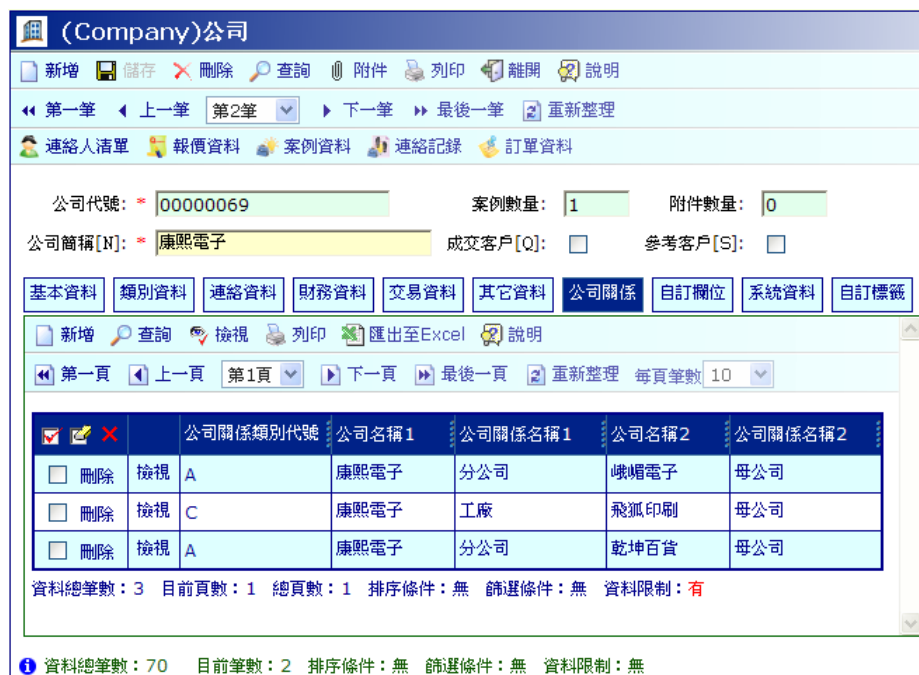 (Company)公司
新增 儲存 刪除 查詢 附件 列印 離開 說明
第一筆 上一筆 第2筆 下一筆 最後一筆 重新整理
連絡人清單 報價資料 案例資料 連絡記錄 訂單資料
公司代號: * 00000069 案例數量: 1 附件數量: 0
公司簡稱[N]: * 康熙電子 成交客戶[Q]: 參考客戶[S]:
基本資料 類別資料 連絡資料 財務資料 交易資料 其它資料 公司關係 自訂欄位 系統資料 自訂標籤
新增 查詢 檢視 列印 匯出至Excel 說明
第一頁 上一頁 第1頁 下一頁 最後一頁 重新整理 每頁筆數 10
公司關係類別代號 公司名稱1 公司關係名稱1 公司名稱2 公司關係名稱2
刪除 檢視 A 康熙電子 分公司 峨嵋電子 母公司
刪除 檢視 C 康熙電子 工廠 飛狐印刷 母公司
刪除 檢視 A 康熙電子 分公司 乾坤百貨 母公司
資料總筆數：3 目前頁數：1 總頁數：1 排序條件：無 篩選條件：無 資料限制：有
資料總筆數：70 目前筆數：2 排序條件：無 篩選條件：無 資料限制：無